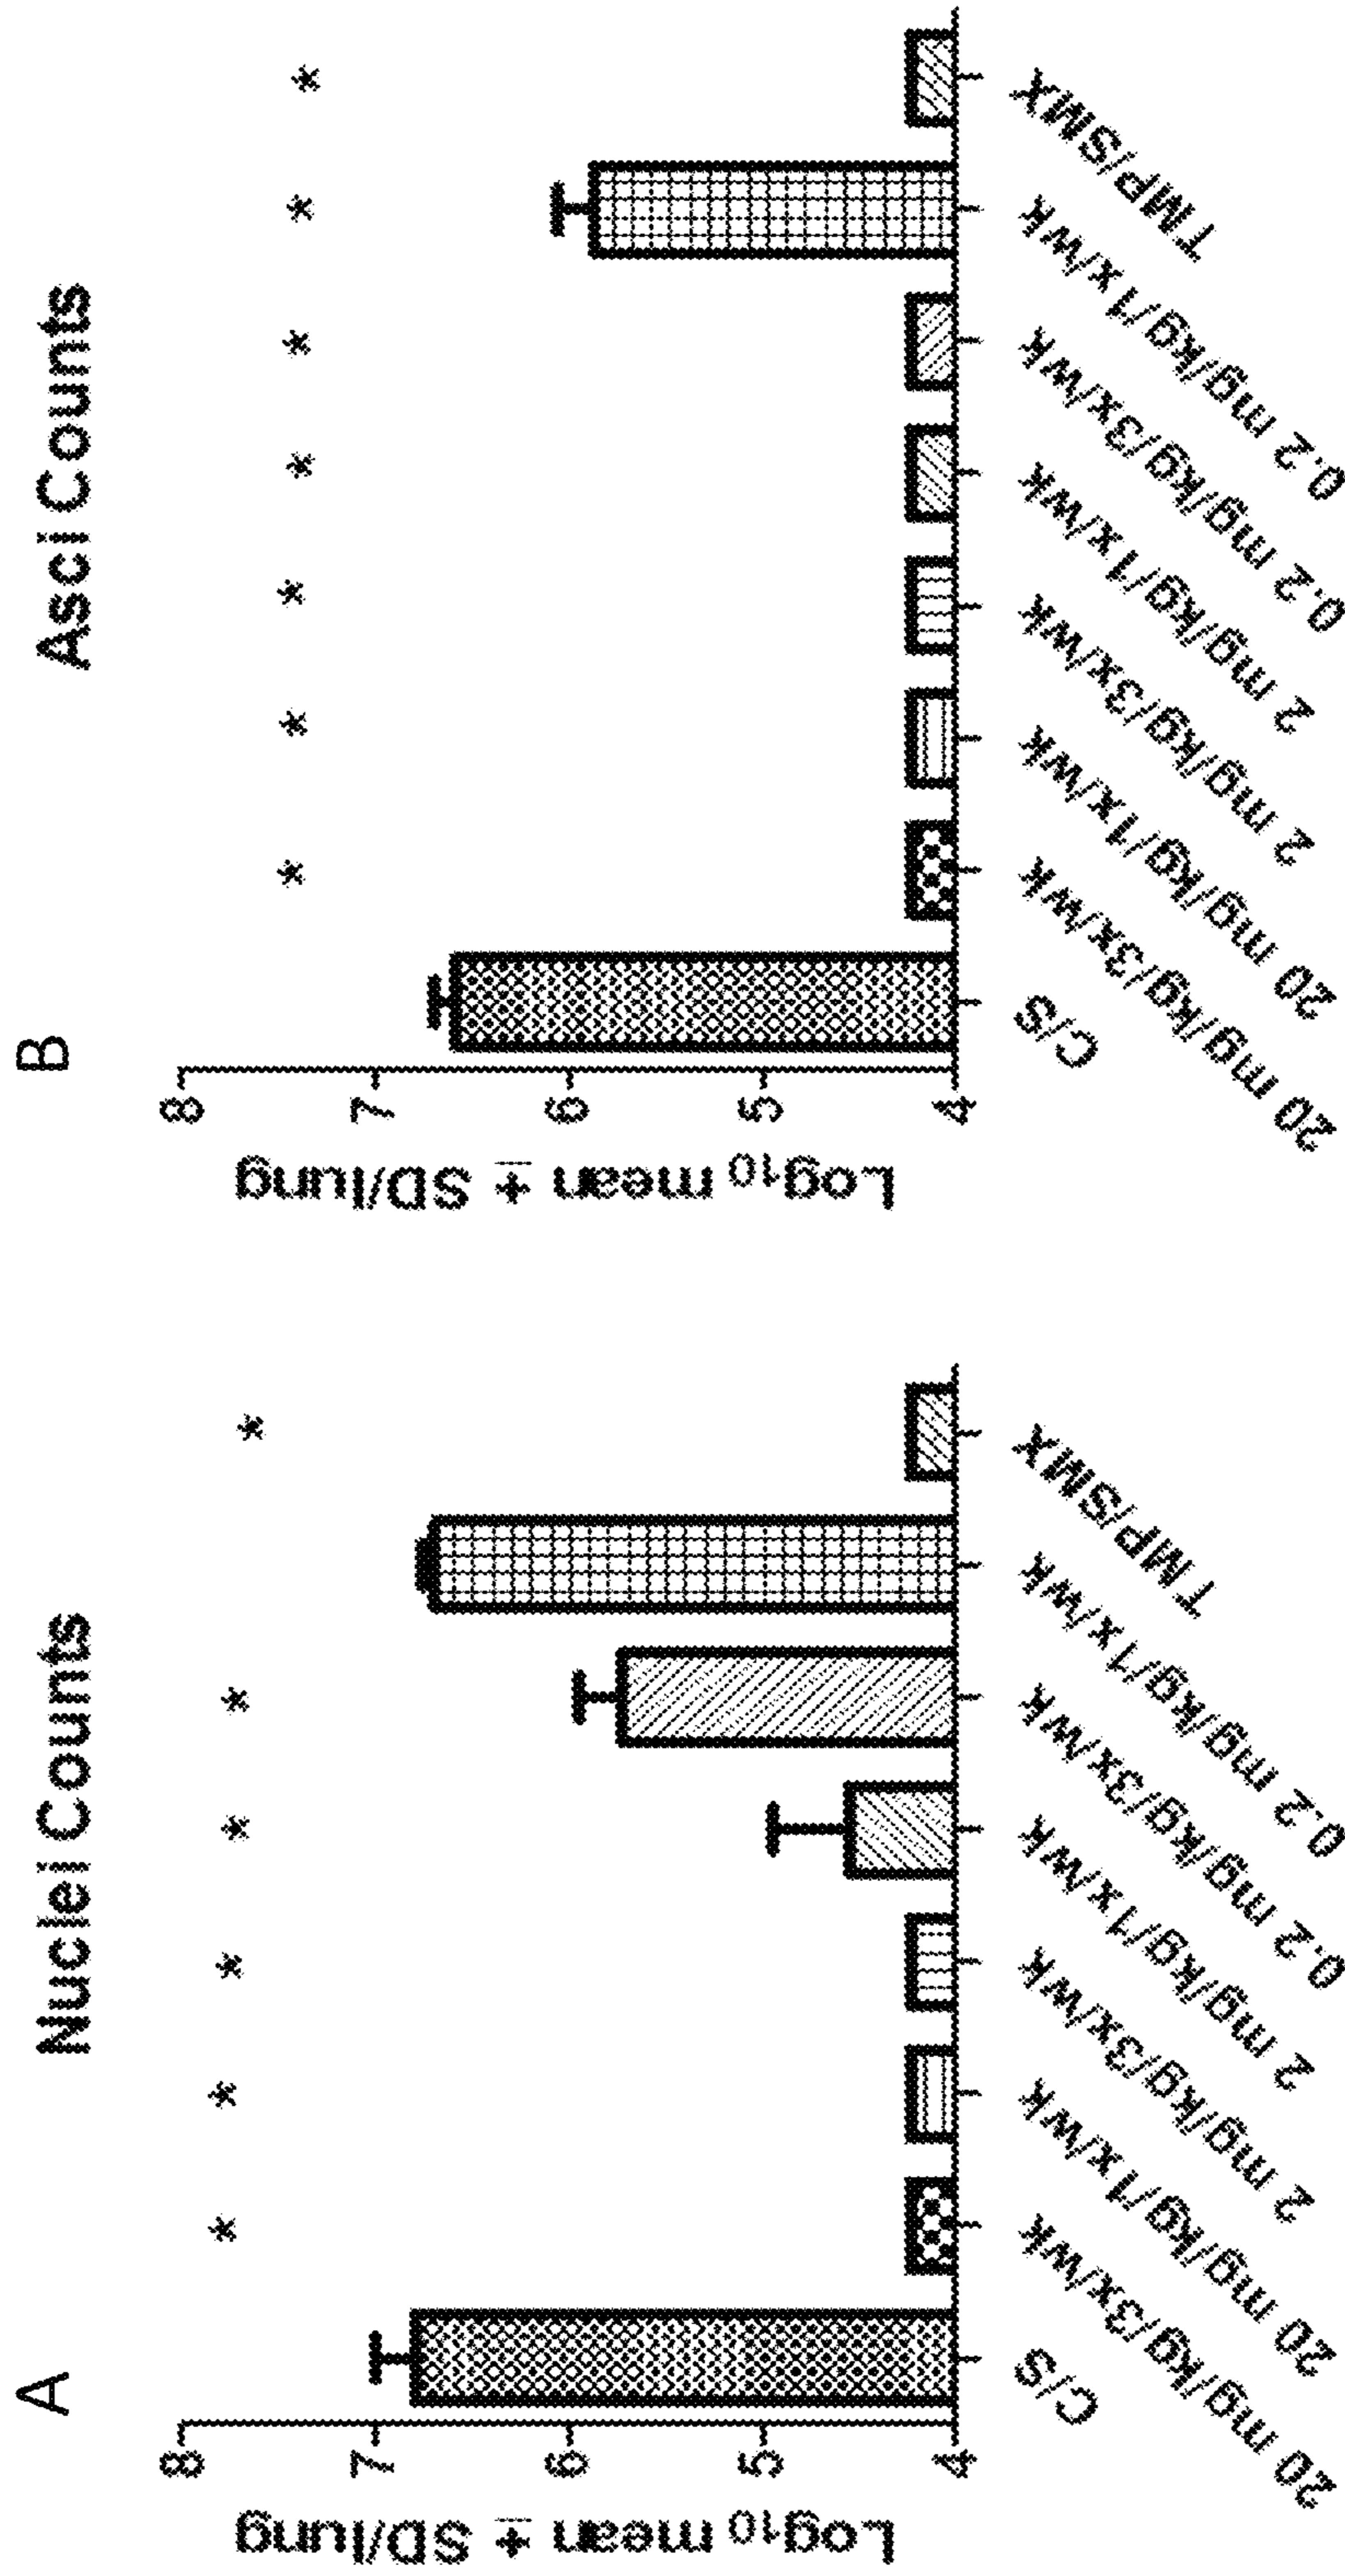 A
Nuclei Counts
Log10 mean ± SD/lung
8
7
6
5
4
* * * * * *
C/S
20 mg/kg/3x/wk
20 mg/kg/1x/wk
2 mg/kg/3x/wk
2 mg/kg/1x/wk
0.2 mg/kg/3x/wk
0.2 mg/kg/1x/wk
TMP/SMX
B
Asci Counts
Log10 mean ± SD/lung
8
7
6
5
4
* * * * * * *
C/S
20 mg/kg/3x/wk
20 mg/kg/1x/wk
2 mg/kg/3x/wk
2 mg/kg/1x/wk
0.2 mg/kg/3x/wk
0.2 mg/kg/1x/wk
TMP/SMX